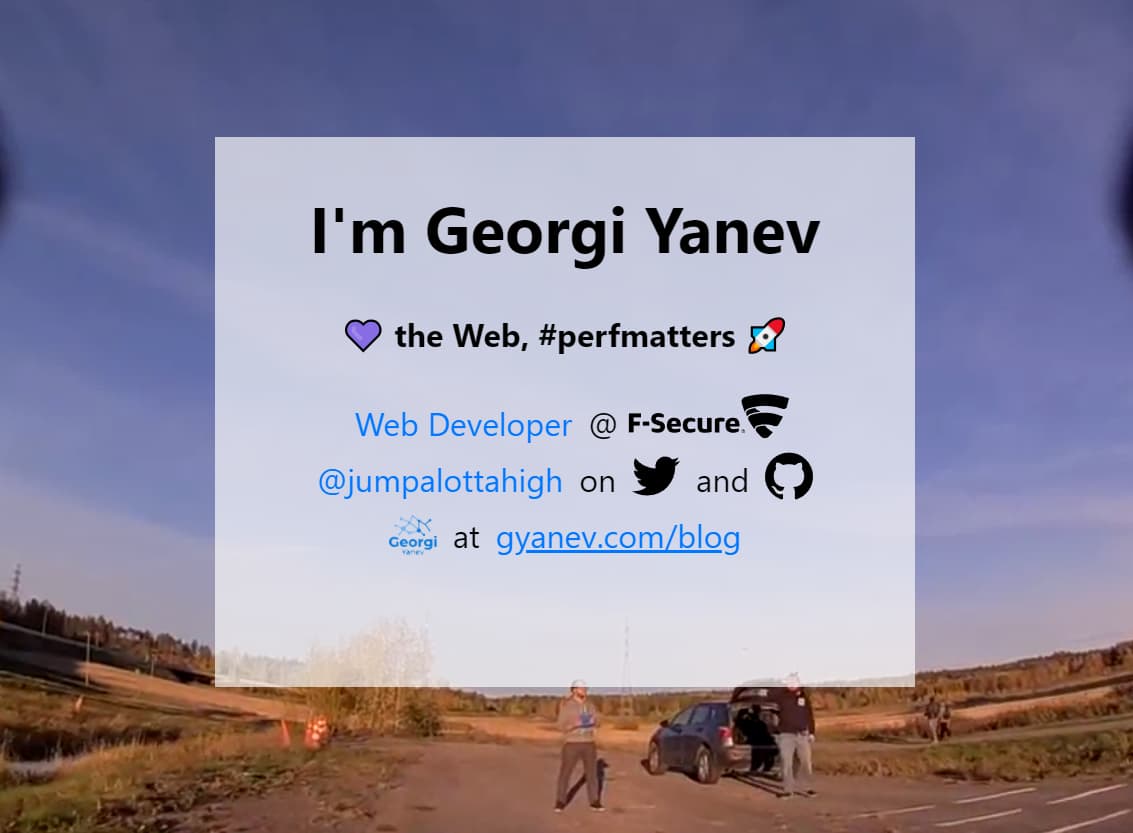 I'm Georgi Yanev
💜 the Web, #perfmatters 🚀
Web Developer @ F-Secure.
@jumpalottahigh on and
Georgi Yanev at gyanev.com/blog